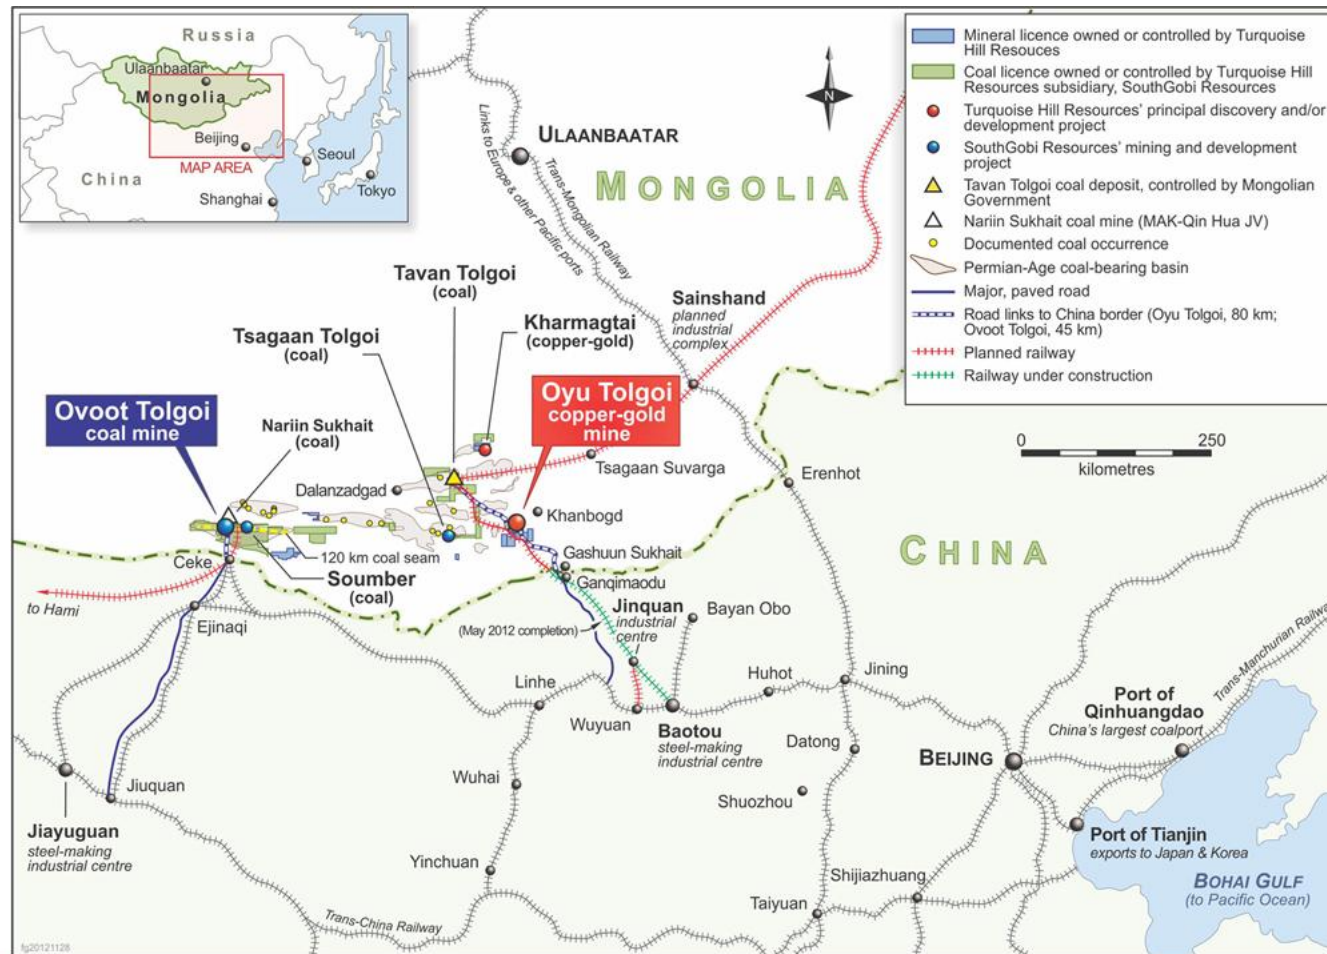 Russia
Ulaanbaatar
Mongolia
Beijing
MAP AREA
China
Seoul
Tokyo
Shanghai
N
Mineral licence owned or controlled by Turquoise
Hill Resouces
Coal licence owned or controlled by Turquoise Hill
Resources subsidiary, SouthGobi Resources
Turquoise Hill Resources' principal discovery and/or
development project
SouthGobi Resources' mining and development
project
Tavan Tolgoi coal deposit, controlled by Mongolian
Government
Nariin Sukhait coal mine (MAK-Qin Hua JV)
Documented coal occurrence
Permian-Age coal-bearing basin
Major, paved road
Road links to China border (Oyu Tolgoi, 80 km;
Ovoot Tolgoi, 45 km)
Planned railway
Railway under construction
0 250
kilometres
ULAANBAATAR
MONGOLIA
Links to Europe & other Pacific ports
Trans-Mongolian Railway
Sainshand
planned
industrial
complex
Tavan Tolgoi
(coal)
Kharmagtai
(copper-gold)
Tsagaan Tolgoi
(coal)
Oyu Tolgoi
copper-gold
mine
Ovoot Tolgoi
coal mine
Nariin Sukhait
(coal)
Dalanzadgad
Tsagaan Suvarga
Erenhot
Khanbogd
120 km coal seam
Soumber
(coal)
Ceke
Gashuun Sukhait
Ganqimaodu
CHINA
to Hami
Ejinaqi
(May 2012 completion)
Jinquan
industrial
centre
Bayan Obo
Linhe
Wuyuan
Baotou
steel-making
industrial centre
Huhot
Jining
Datong
Shuozhou
BEIJING
Port of
Qinhuangdao
China's largest coalport
Trans-Manchurian Railway
Port of Tianjin
exports to Japan & Korea
BOHAI GULF
(to Pacific Ocean)
Jiuquan
Jiayuguan
steel-making
industrial centre
Wuhai
Yinchuan
Trans-China Railway
Taiyuan
Shijiazhuang
fg20121128